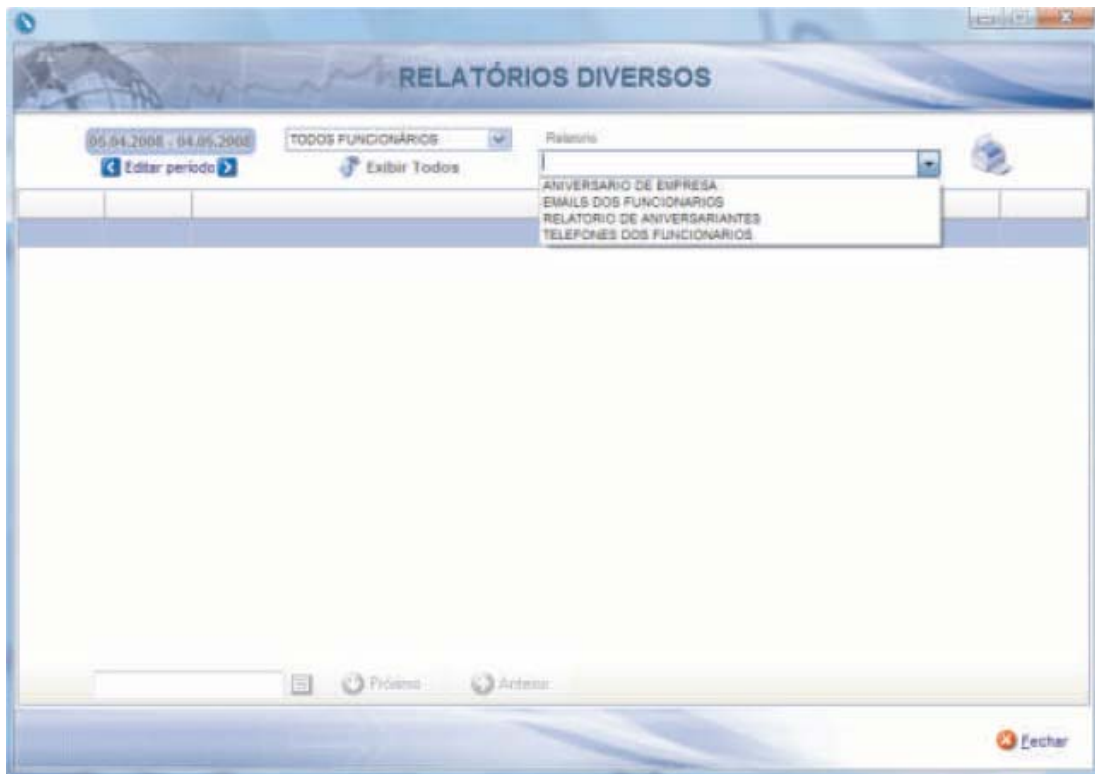 RELATÓRIOS DIVERSOS
05.04.2008 - 04.05.2008
TODOS FUNCIONÁRIOS
Relatorio
Editar período
Exibir Todos
ANIVERSARIO DE EMPRESA
EMAILS DOS FUNCIONARIOS
RELATORIO DE ANIVERSARIANTES
TELEFONES DOS FUNCIONARIOS
Próximo
Anterior
Fechar